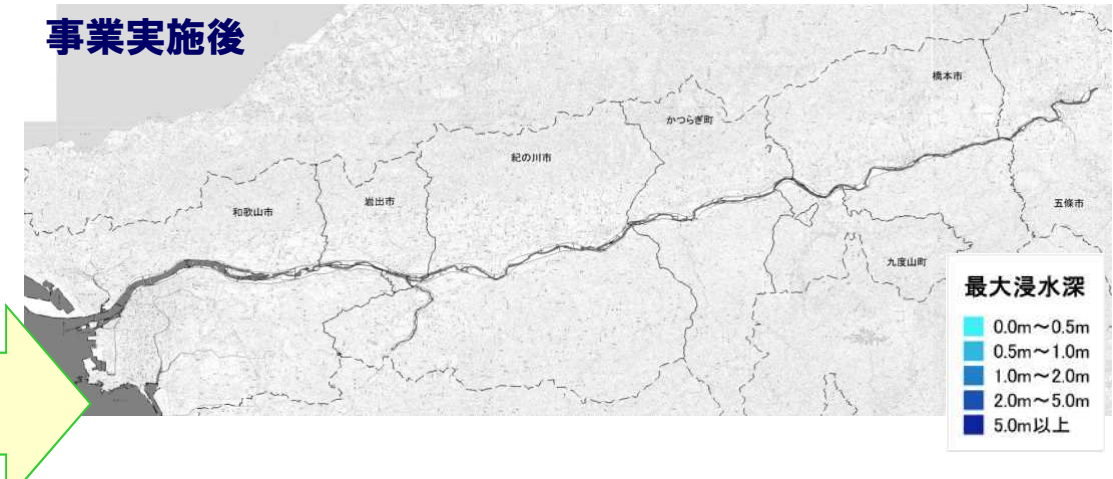 事業実施後
橋本市
かつらぎ町
紀の川市
岩出市
和歌山市
五條市
九度山町
最大浸水深
0.0m～0.5m
0.5m～1.0m
1.0m～2.0m
2.0m～5.0m
5.0m以上